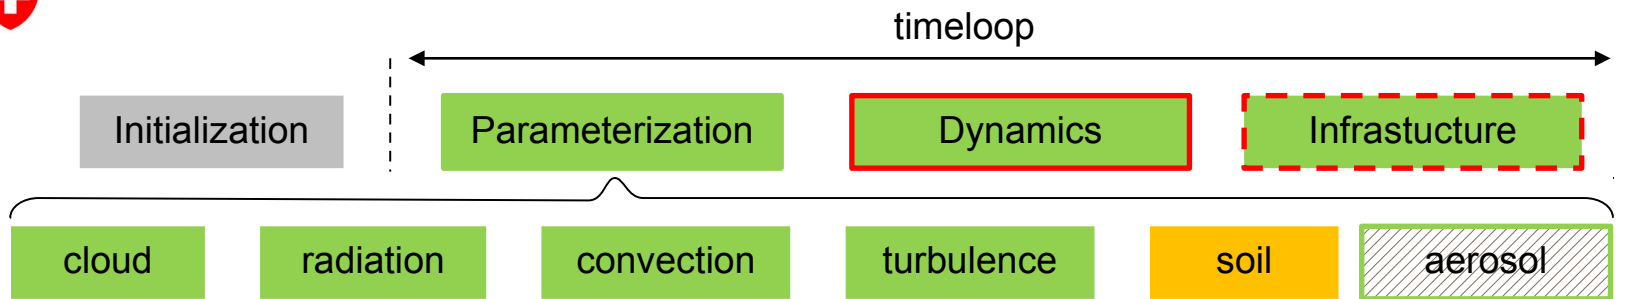 timeloop
Initialization Parameterization Dynamics Infrastucture
cloud radiation convection turbulence soil aerosol